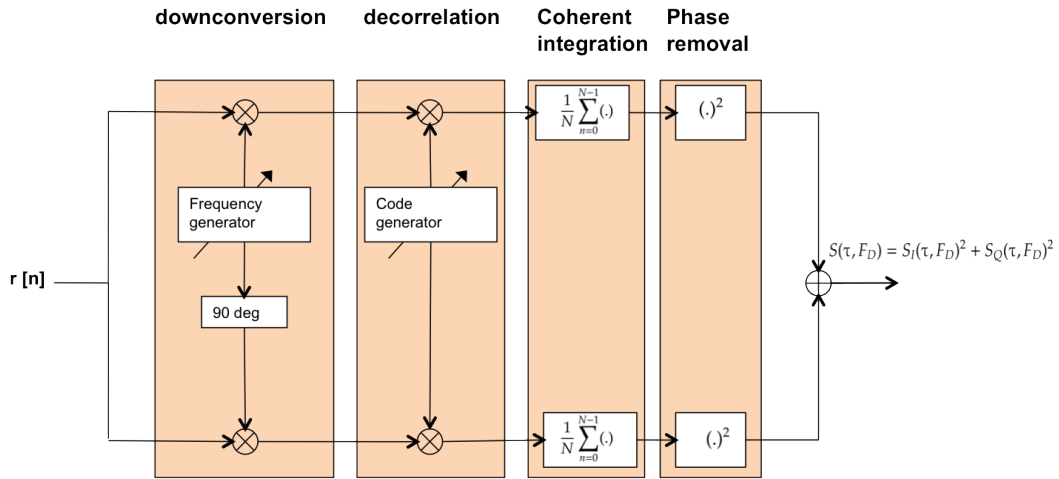 downconversion
decorrelation
Coherent
integration
Phase
removal
1/N ∑_{n=0}^{N−1}(.)
(.)²
Frequency
generator
Code
generator
r [n]
S(τ, F_D) = S_I(τ, F_D)² + S_Q(τ, F_D)²
90 deg
1/N ∑_{n=0}^{N−1}(.)
(.)²